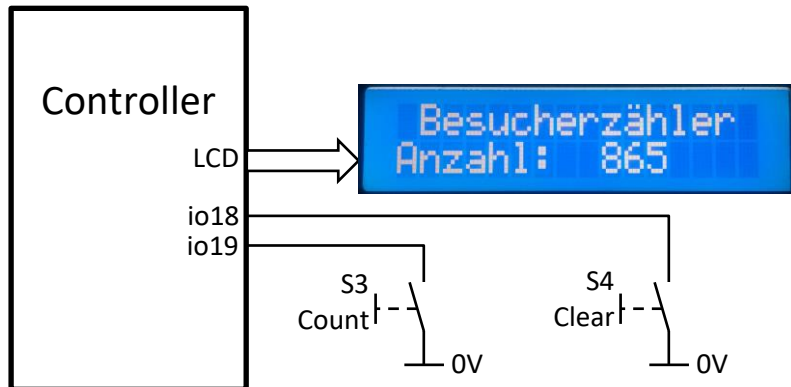 Controller
LCD
Besucherzähler
Anzahl: 865
io18
io19
S3
Count
0V
S4
Clear
0V